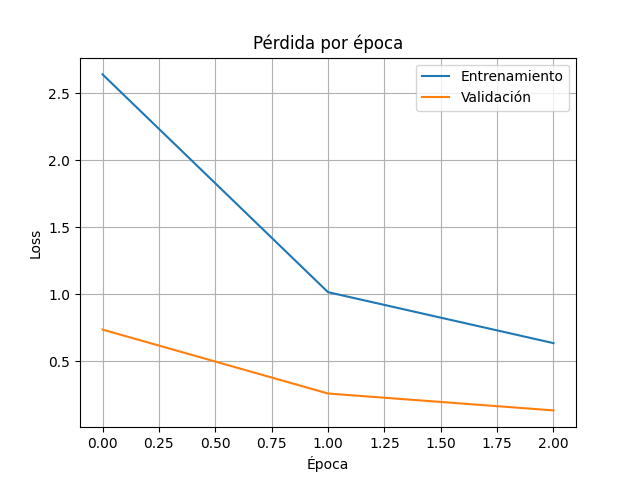 Pérdida por época
Entrenamiento
Validación
2.5
2.0
1.5
1.0
0.5
Loss
0.00 0.25 0.50 0.75 1.00 1.25 1.50 1.75 2.00
Época